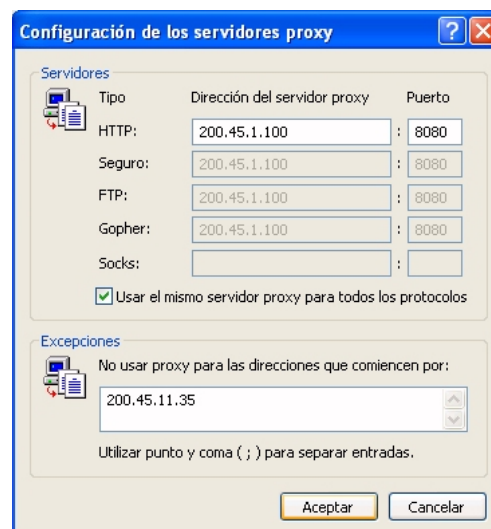 Configuración de los servidores proxy
Servidores
Tipo Dirección del servidor proxy Puerto
HTTP: 200.45.1.100 : 8080
Seguro: 200.45.1.100 : 8080
FTP: 200.45.1.100 : 8080
Gopher: 200.45.1.100 : 8080
Socks: :
Usar el mismo servidor proxy para todos los protocolos
Excepciones
No usar proxy para las direcciones que comiencen por:
200.45.11.35
Utilizar punto y coma ( ; ) para separar entradas.
Aceptar Cancelar